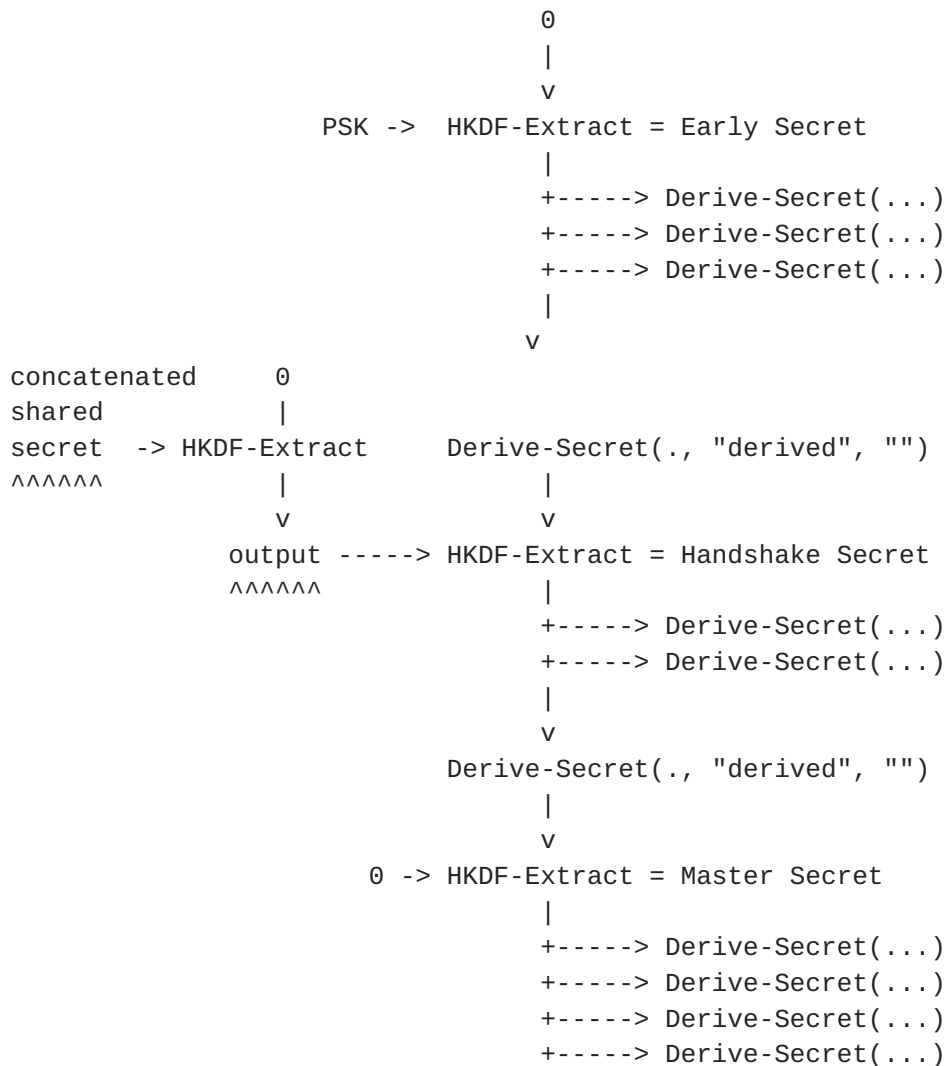 0
                                  |
                                  v
                    PSK ->  HKDF-Extract = Early Secret
                                  |
                                  +-----> Derive-Secret(...)
                                  +-----> Derive-Secret(...)
                                  +-----> Derive-Secret(...)
                                  |
                                 v
concatenated     0
shared           |
secret  -> HKDF-Extract     Derive-Secret(., "derived", "")
^^^^^^           |                |
                 v                v
              output -----> HKDF-Extract = Handshake Secret
              ^^^^^^              |
                                  +-----> Derive-Secret(...)
                                  +-----> Derive-Secret(...)
                                  |
                                  v
                            Derive-Secret(., "derived", "")
                                  |
                                  v
                       0 -> HKDF-Extract = Master Secret
                                  |
                                  +-----> Derive-Secret(...)
                                  +-----> Derive-Secret(...)
                                  +-----> Derive-Secret(...)
                                  +-----> Derive-Secret(...)